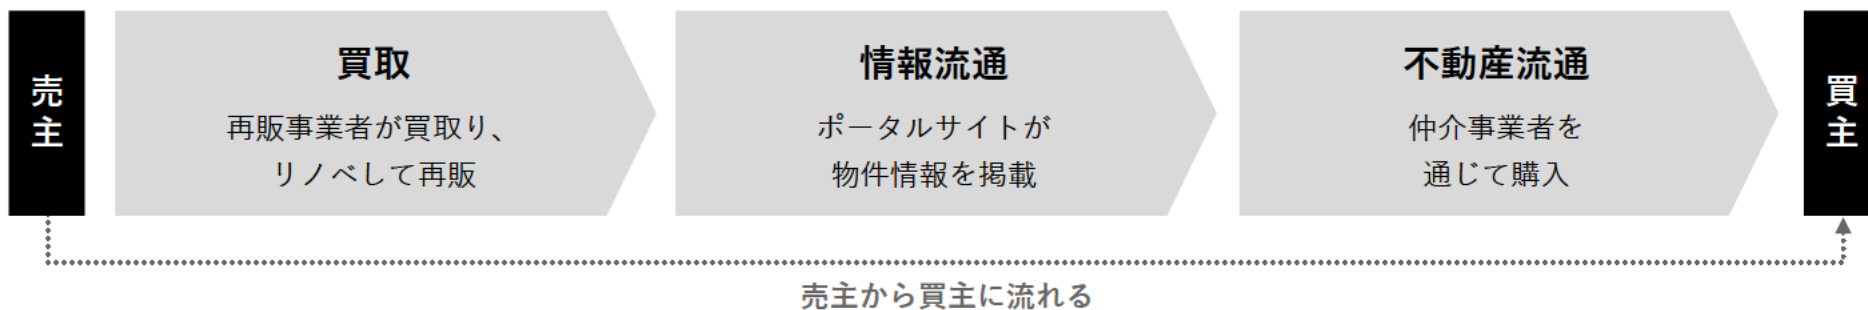 売主
買取
再販事業者が買取り、
リノベして再販
情報流通
ポータルサイトが
物件情報を掲載
不動産流通
仲介事業者を
通じて購入
買主
売主から買主に流れる